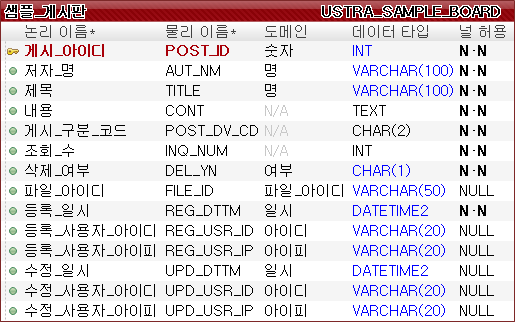 샘플_게시판 USTRA_SAMPLE_BOARD
논리 이름* 물리 이름* 도메인 데이터 타입 널 허용
게시_아이디 POST_ID 숫자 INT N-N
저자_명 AUT_NM 명 VARCHAR(100) N-N
제목 TITLE 명 VARCHAR(100) N-N
내용 CONT N/A TEXT N-N
게시_구분_코드 POST_DV_CD N/A CHAR(2) N-N
조회_수 INQ_NUM N/A INT N-N
삭제_여부 DEL_YN 여부 CHAR(1) N-N
파일_아이디 FILE_ID 파일_아이디 VARCHAR(50) NULL
등록_일시 REG_DTTM 일시 DATETIME2 N-N
등록_사용자_아이디 REG_USR_ID 아이디 VARCHAR(20) NULL
등록_사용자_아이피 REG_USR_IP 아이피 VARCHAR(20) NULL
수정_일시 UPD_DTTM 일시 DATETIME2 NULL
수정_사용자_아이디 UPD_USR_ID 아이디 VARCHAR(20) NULL
수정_사용자_아이피 UPD_USR_IP 아이피 VARCHAR(20) NULL